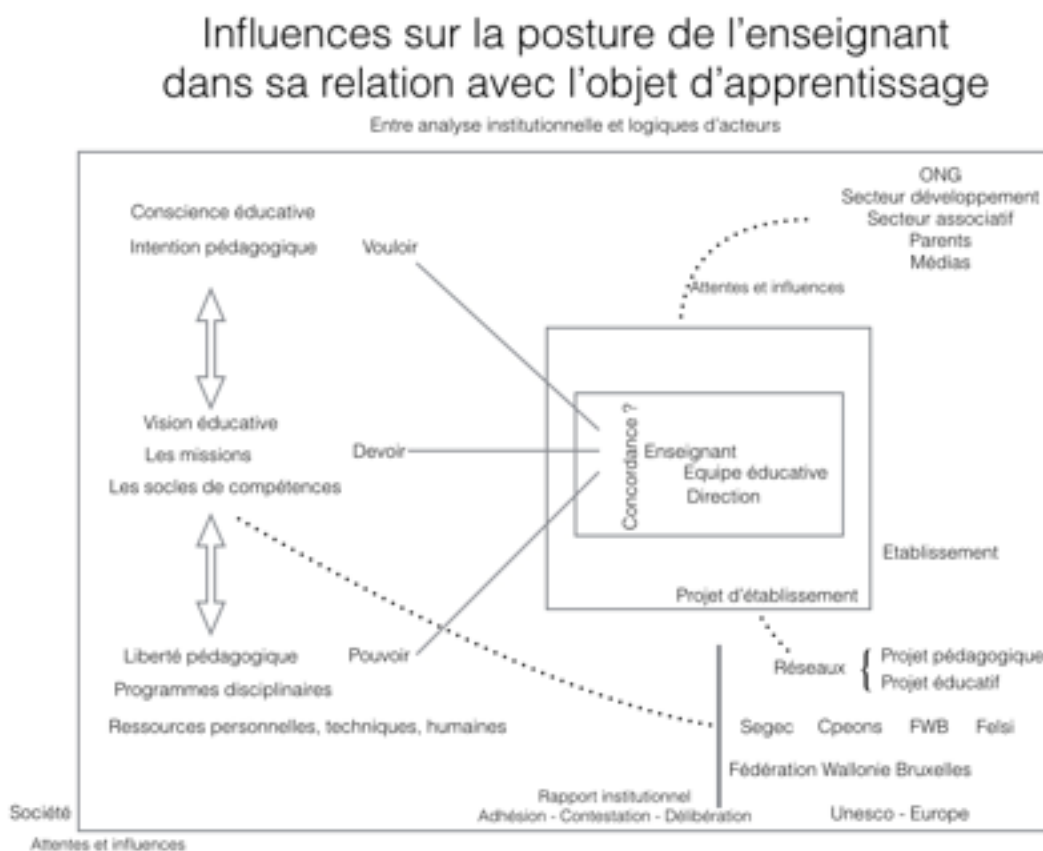 Influences sur la posture de l'enseignant
dans sa relation avec l'objet d'apprentissage
Entre analyse institutionnelle et logiques d'acteurs
ONG
Secteur développement
Secteur associatif
Parents
Médias
Attentes et influences
Conscience éducative
Intention pédagogique
Vouloir
Vision éducative
Les missions
Les socles de compétences
Devoir
Concordance ?
Enseignant
Equipe éducative
Direction
Etablissement
Projet d'établissement
Liberté pédagogique
Pouvoir
Programmes disciplinaires
Ressources personnelles, techniques, humaines
Réseaux { Projet pédagogique
Projet éducatif
Segec Cpeons FWB Felsi
Fédération Wallonie Bruxelles
Rapport institutionnel
Adhésion - Contestation - Délibération
Unesco - Europe
Société
Attentes et influences